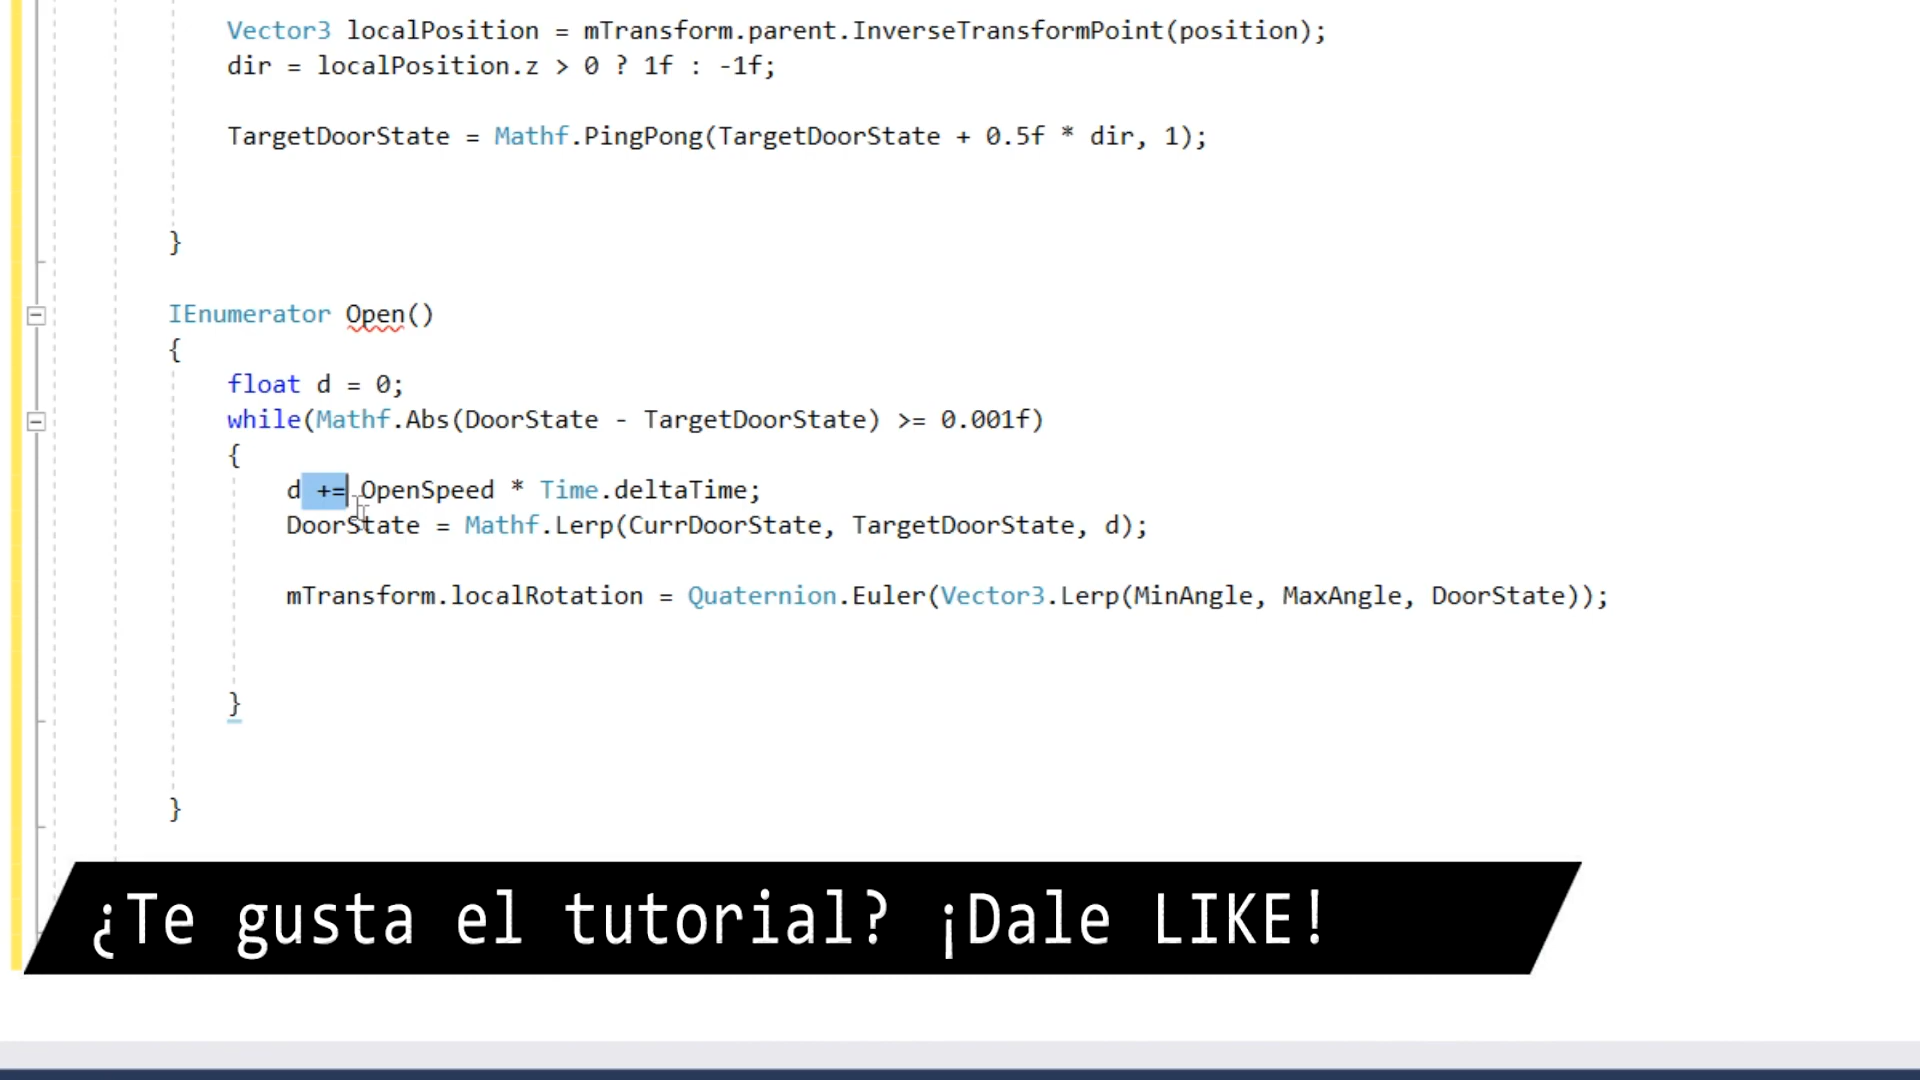 Vector3 localPosition = mTransform.parent.InverseTransformPoint(position);
dir = localPosition.z > 0 ? 1f : -1f;
TargetDoorState = Mathf.PingPong(TargetDoorState + 0.5f * dir, 1);
}
IEnumerator Open()
{
float d = 0;
while(Mathf.Abs(DoorState - TargetDoorState) >= 0.001f)
{
d += OpenSpeed * Time.deltaTime;
DoorState = Mathf.Lerp(CurrDoorState, TargetDoorState, d);
mTransform.localRotation = Quaternion.Euler(Vector3.Lerp(MinAngle, MaxAngle, DoorState));
}
}
¿Te gusta el tutorial? ¡Dale LIKE!